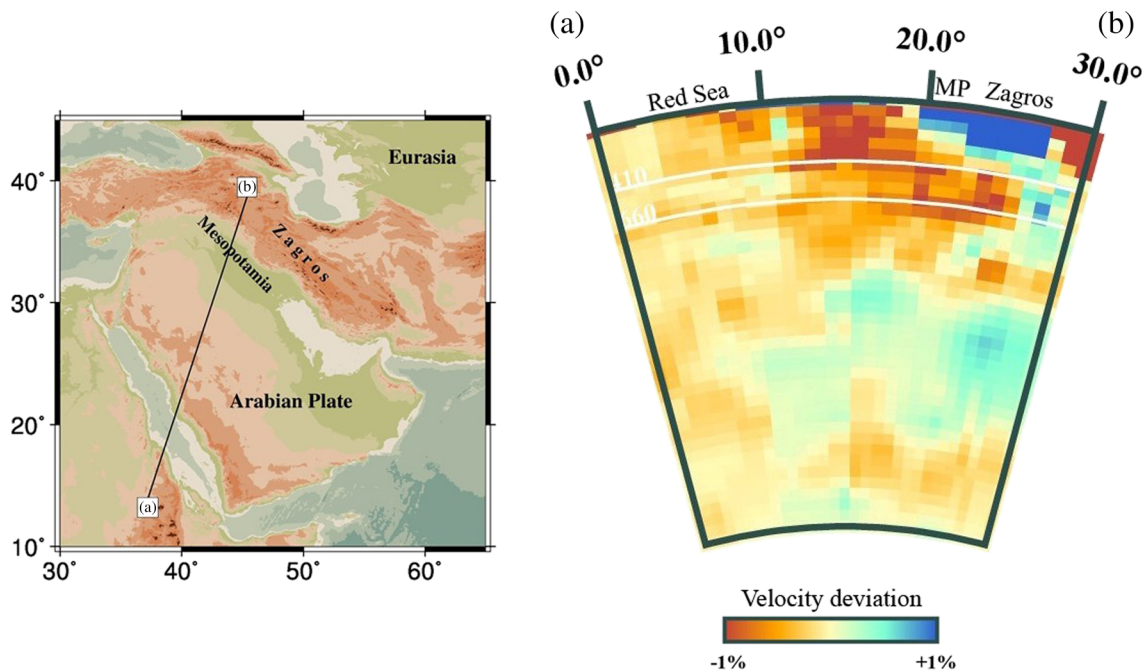 (a)
(b)
0.0°
10.0°
20.0°
30.0°
Red Sea
MP
Zagros
410
660
Velocity deviation
-1%
+1%
Eurasia
(b)
Mesopotamia
Zagros
Arabian Plate
(a)
40°
30°
20°
10°
30°
40°
50°
60°